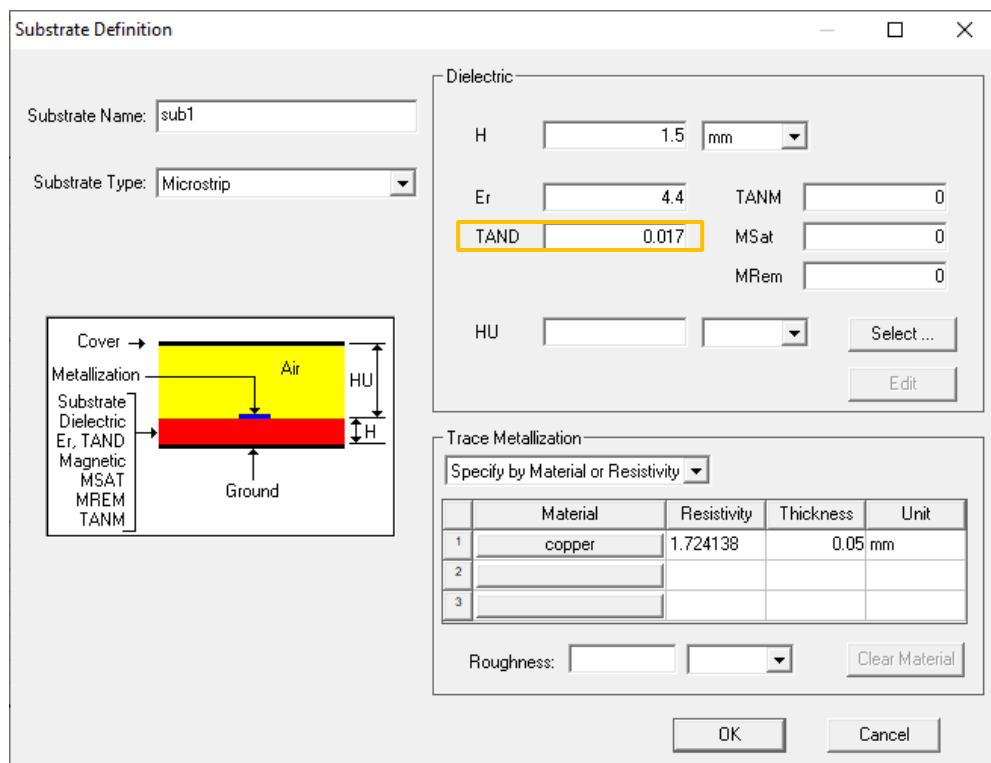 Substrate Definition
Substrate Name: sub1
Substrate Type: Microstrip
Cover
Metallization
Air
HU
Substrate
Dielectric
Er, TAND
Magnetic
MSAT
MREM
TANM
H
Ground
Dielectric
H 1.5 mm
Er 4.4 TANM 0
TAND 0.017 MSat 0
MRem 0
HU Select ...
Edit
Trace Metallization
Specify by Material or Resistivity
Material Resistivity Thickness Unit
1 copper 1.724138 0.05 mm
2
3
Roughness: Clear Material
OK Cancel